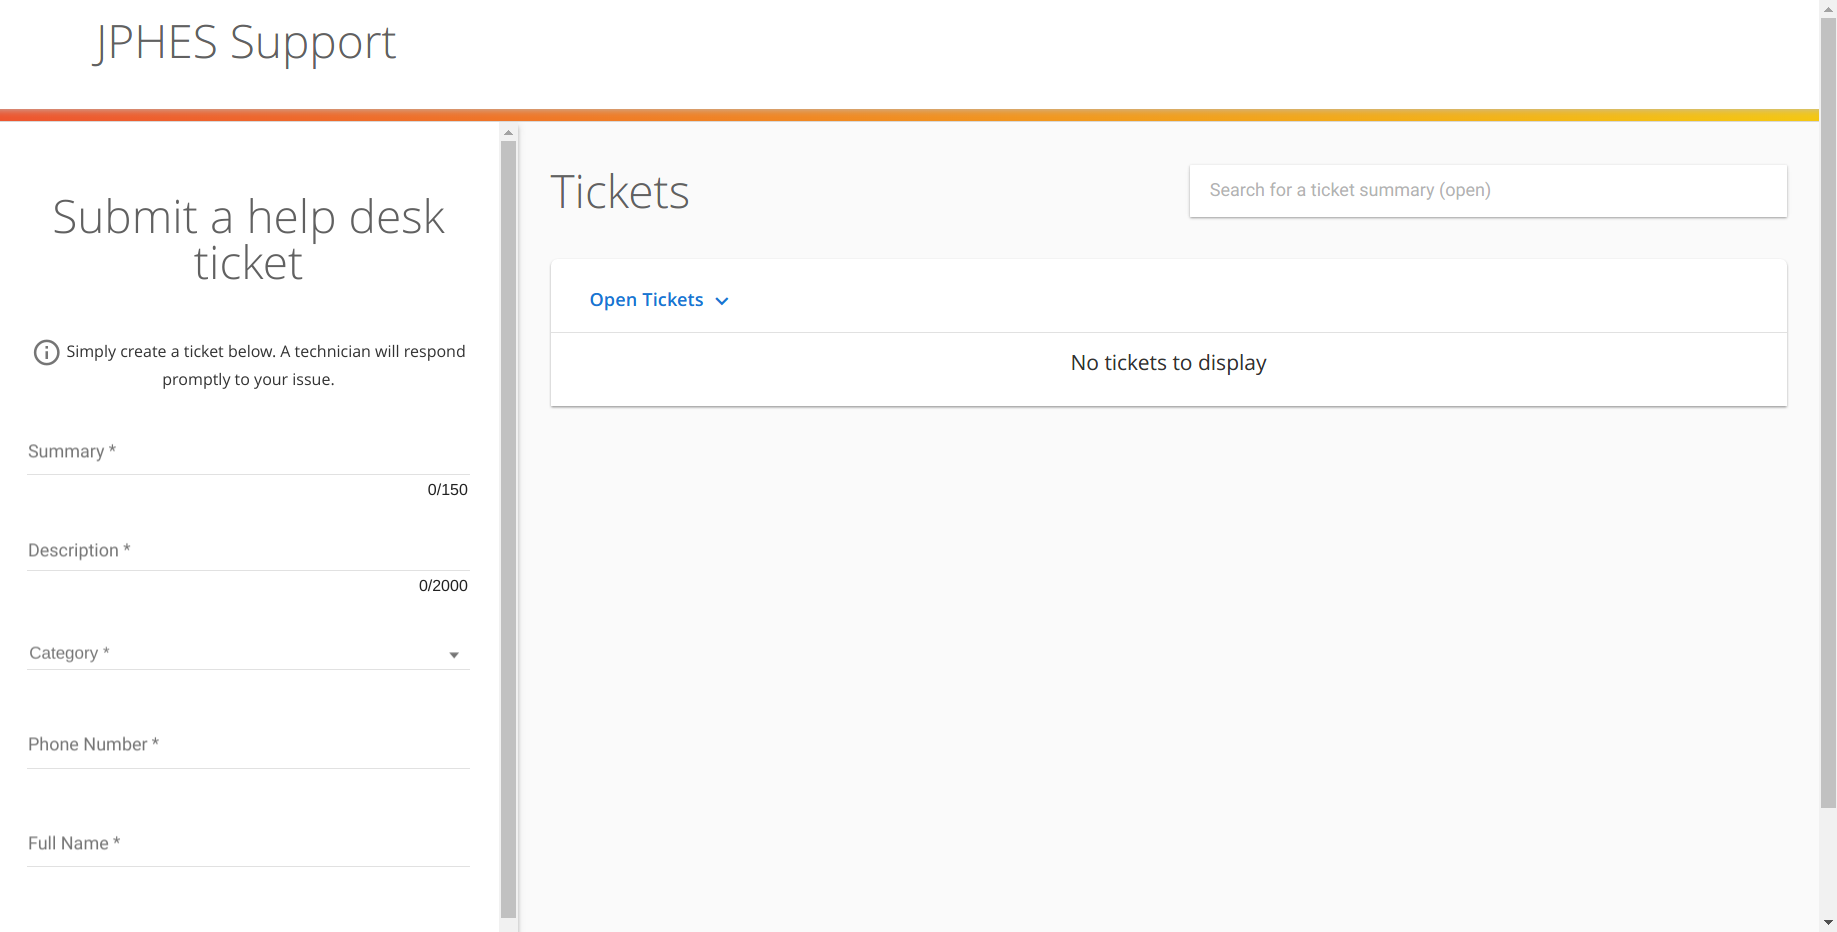 JPHES Support
Submit a help desk
ticket
Simply create a ticket below. A technician will respond
promptly to your issue.
Summary *
0/150
Description *
0/2000
Category *
Phone Number *
Full Name *
Tickets
Search for a ticket summary (open)
Open Tickets
No tickets to display